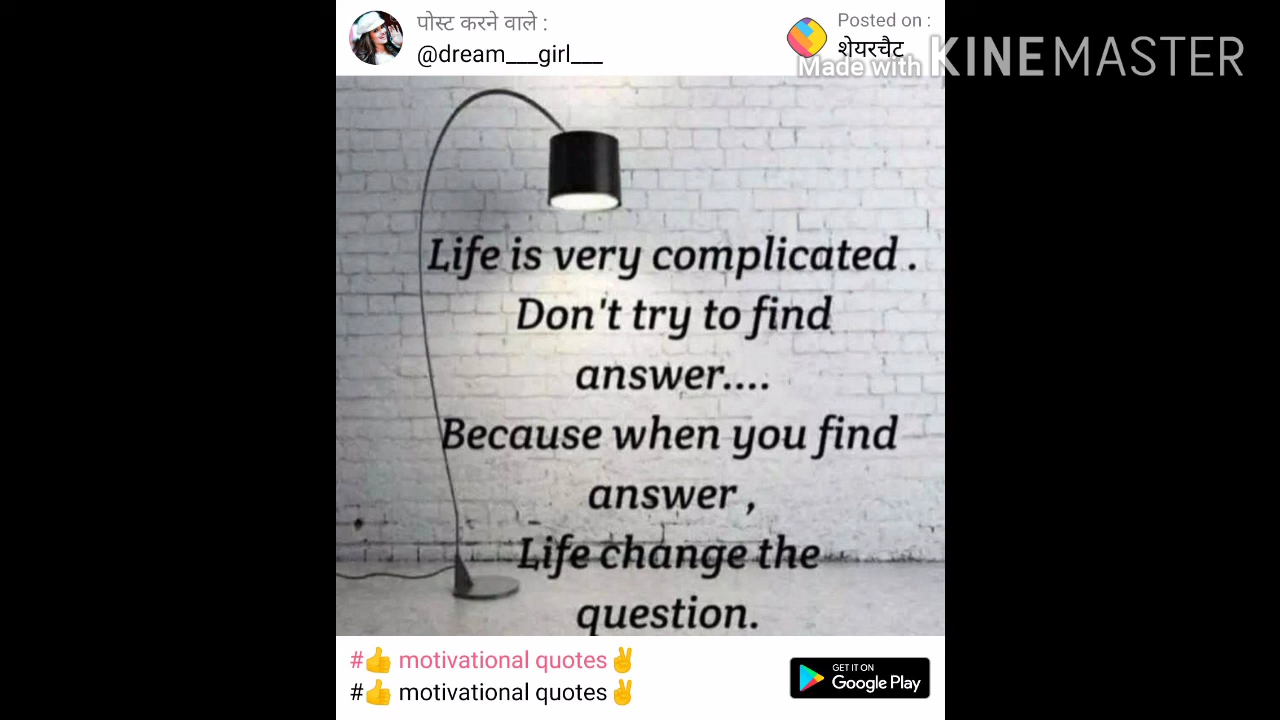 पोस्ट करने वाले :
@dream___girl___
Posted on :
शेयरचैट
Made with KINEMASTER
Life is very complicated .
Don't try to find
answer....
Because when you find
answer ,
Life change the
question.
#👍 motivational quotes✌
#👍 motivational quotes✌
GET IT ON
Google Play